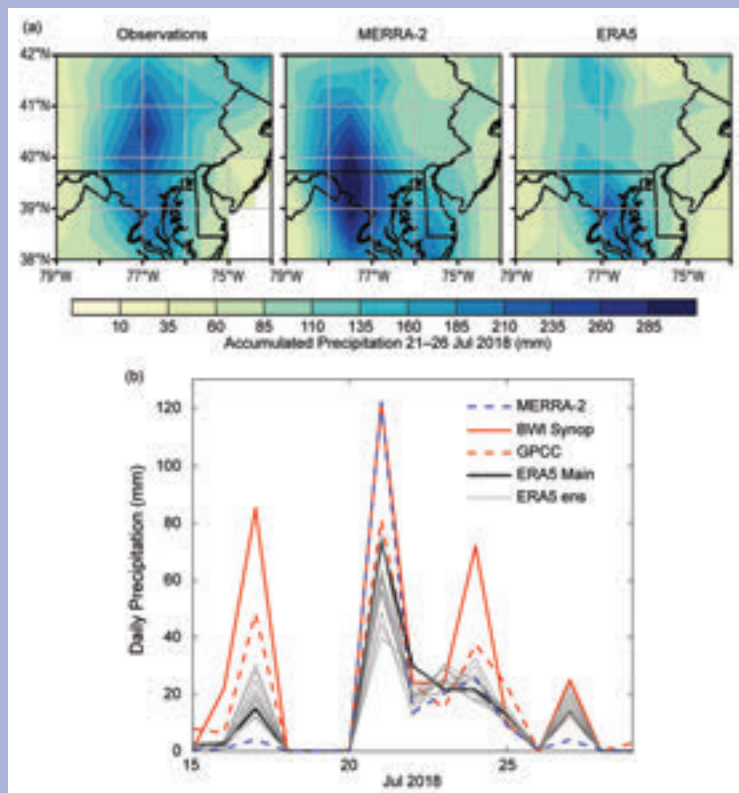 (a)
Observations MERRA-2 ERA5
42°N
41°N
40°N
39°N
38°N
79°W 77°W 75°W 79°W 77°W 75°W 79°W 77°W 75°W
10 35 60 85 110 135 160 185 210 235 260 285
Accumulated Precipitation 21–26 Jul 2018 (mm)
(b)
Daily Precipitation (mm)
120
100
80
60
40
20
0
MERRA-2
BWI Synop
GPCC
ERA5 Main
ERA5 ens
15 20 25
Jul 2018